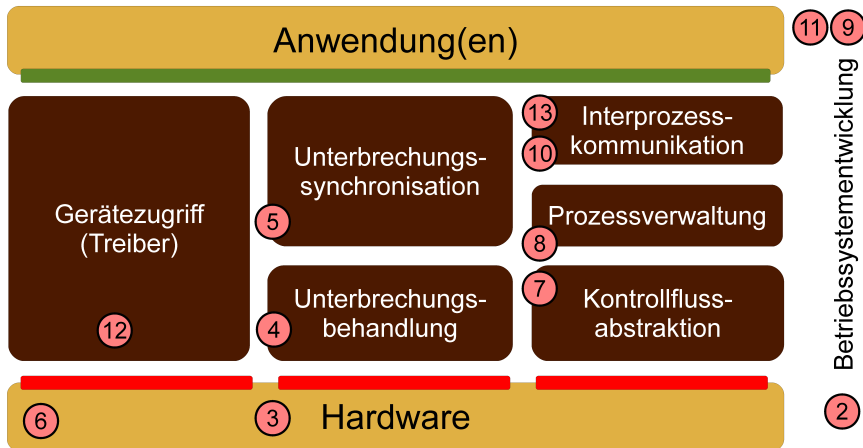 Anwendung(en)
11 9
Gerätezugriff
(Treiber)
12
Unterbrechungs-
synchronisation
5
Unterbrechungs-
behandlung
4
13
Interprozess-
kommunikation
10
Prozessverwaltung
8
7
Kontrollfluss-
abstraktion
Betriebssystementwicklung
2
6
3
Hardware